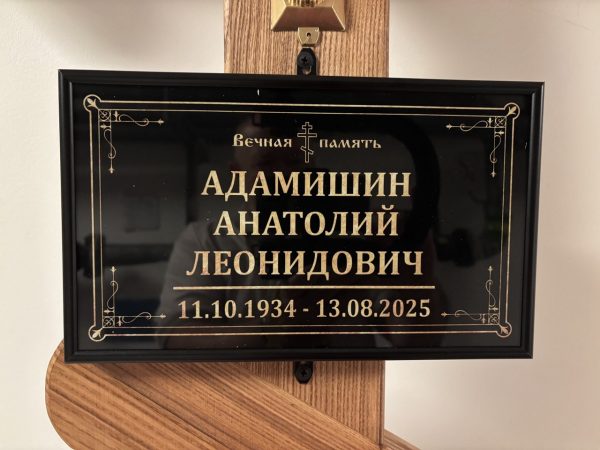 Вечная память
АДАМИШИН
АНАТОЛИЙ
ЛЕОНИДОВИЧ
11.10.1934 - 13.08.2025